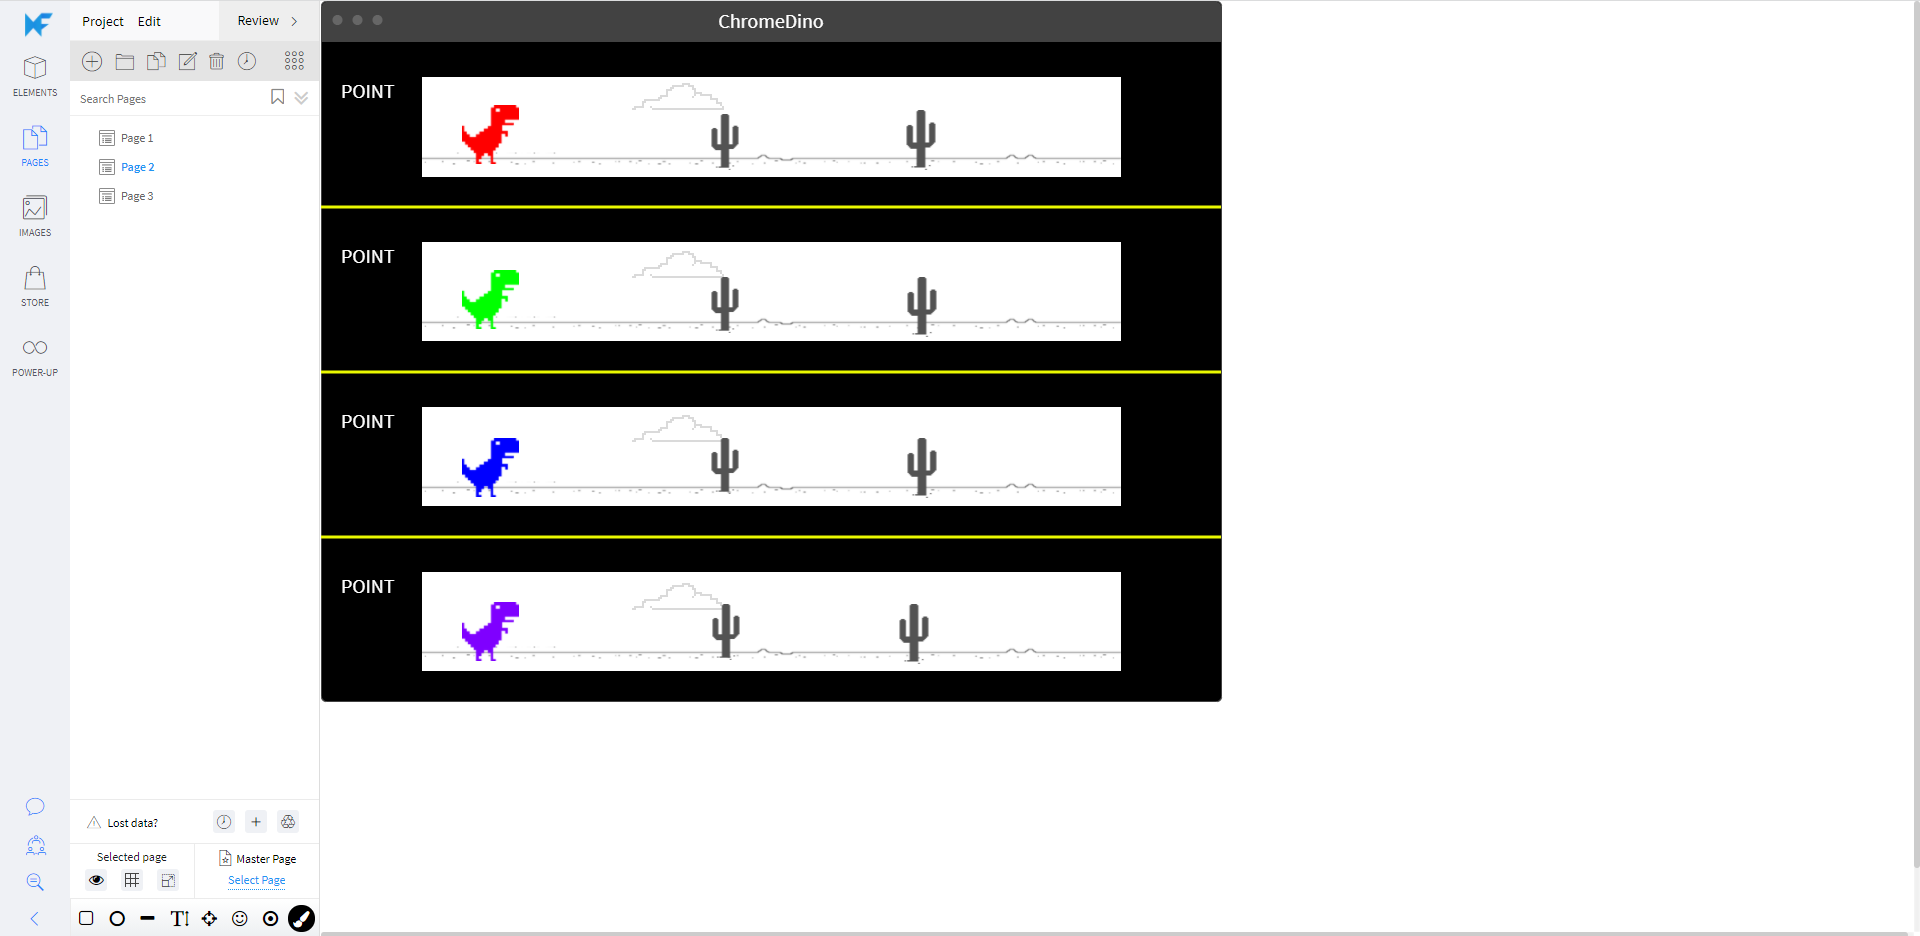 Project Edit Review
ChromeDino
ELEMENTS
Search Pages
PAGES
Page 1
Page 2
Page 3
IMAGES
STORE
POWER-UP
POINT
POINT
POINT
POINT
Lost data?
Selected page
Master Page
Select Page
T